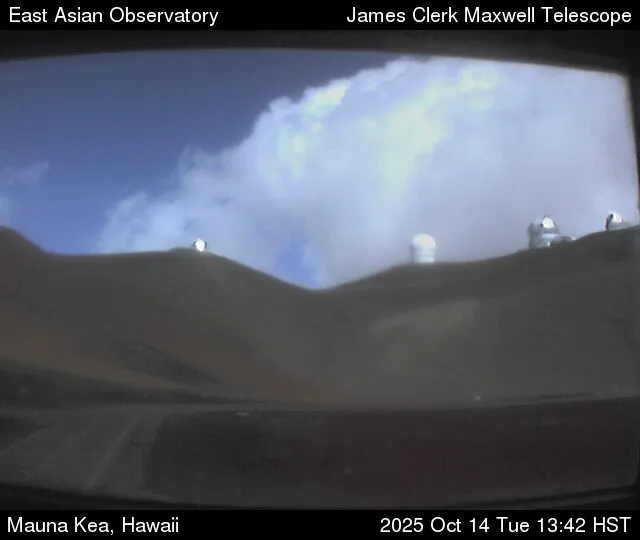 East Asian Observatory
James Clerk Maxwell Telescope
Mauna Kea, Hawaii
2025 Oct 14 Tue 13:42 HST